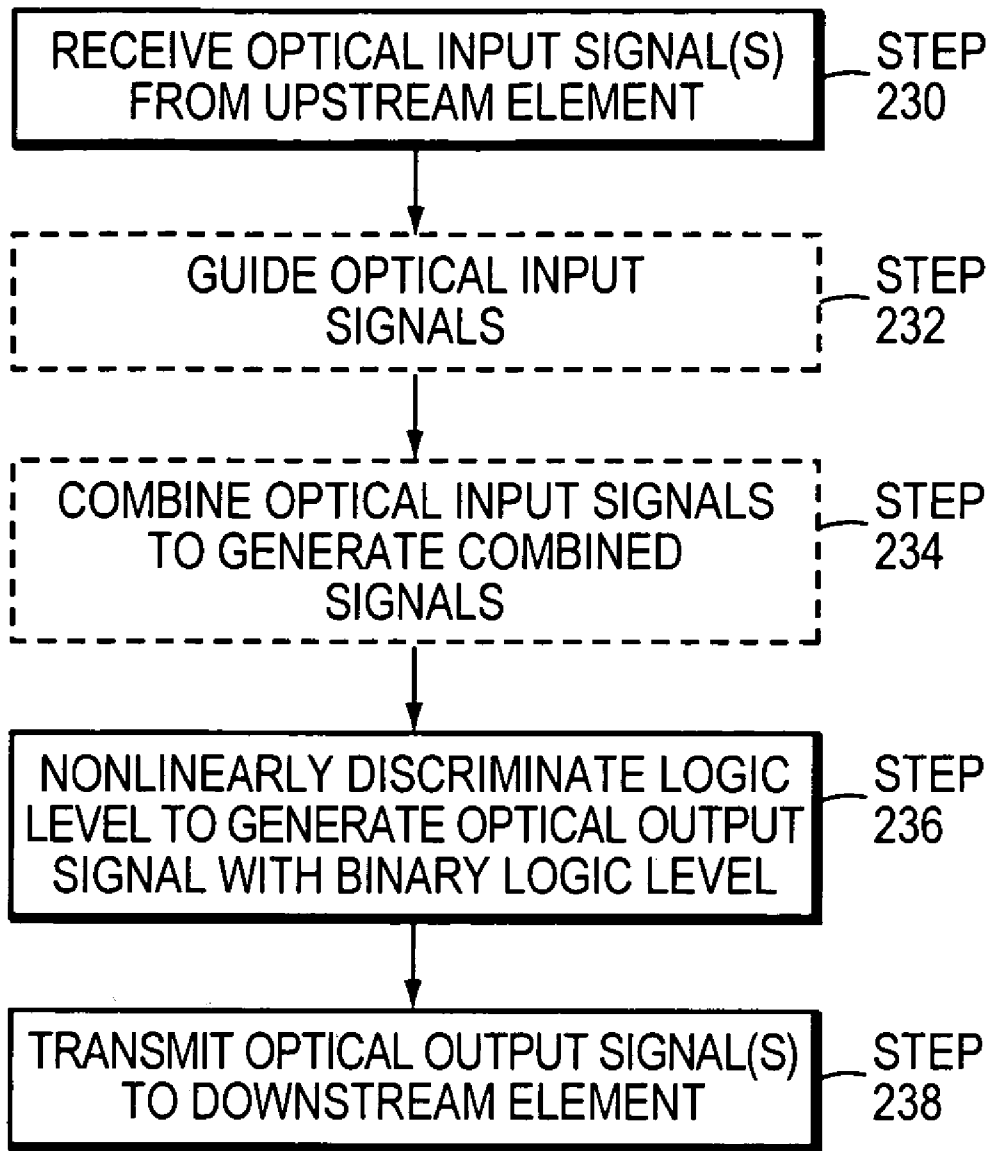 RECEIVE OPTICAL INPUT SIGNAL(S)
FROM UPSTREAM ELEMENT
STEP
230
GUIDE OPTICAL INPUT
SIGNALS
STEP
232
COMBINE OPTICAL INPUT SIGNALS
TO GENERATE COMBINED
SIGNALS
STEP
234
NONLINEARLY DISCRIMINATE LOGIC
LEVEL TO GENERATE OPTICAL OUTPUT
SIGNAL WITH BINARY LOGIC LEVEL
STEP
236
TRANSMIT OPTICAL OUTPUT SIGNAL(S)
TO DOWNSTREAM ELEMENT
STEP
238